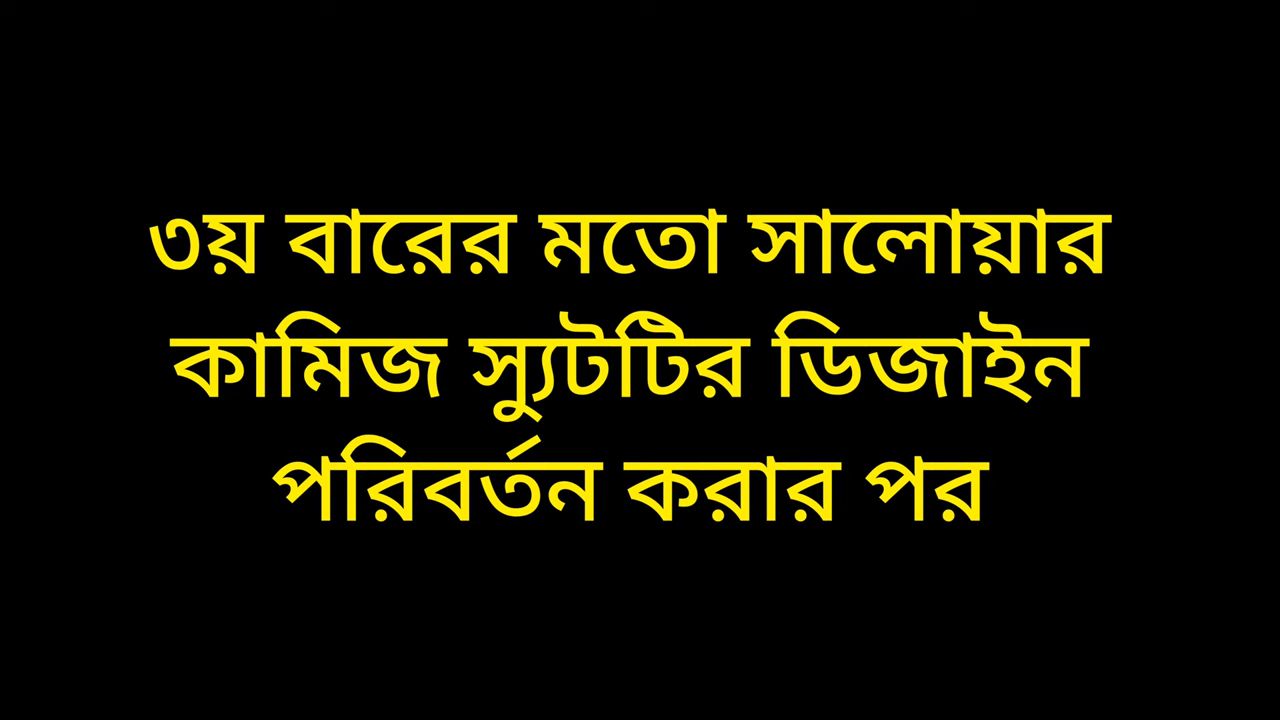 ৩য় বারের মতো সালোয়ার
কামিজ স্যুটটির ডিজাইন
পরিবর্তন করার পর